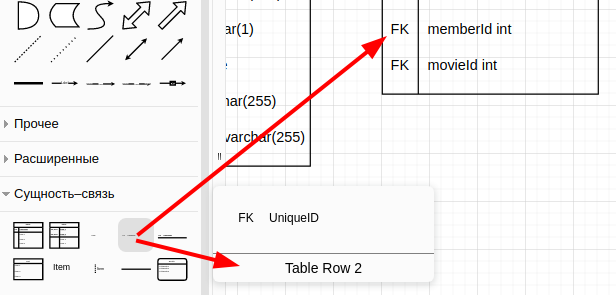 ar(1)
FK memberId int
FK movieId int
nar(255)
varchar(255)
Прочее
Расширенные
Сущность–связь
FK UniqueID
Item
Table Row 2